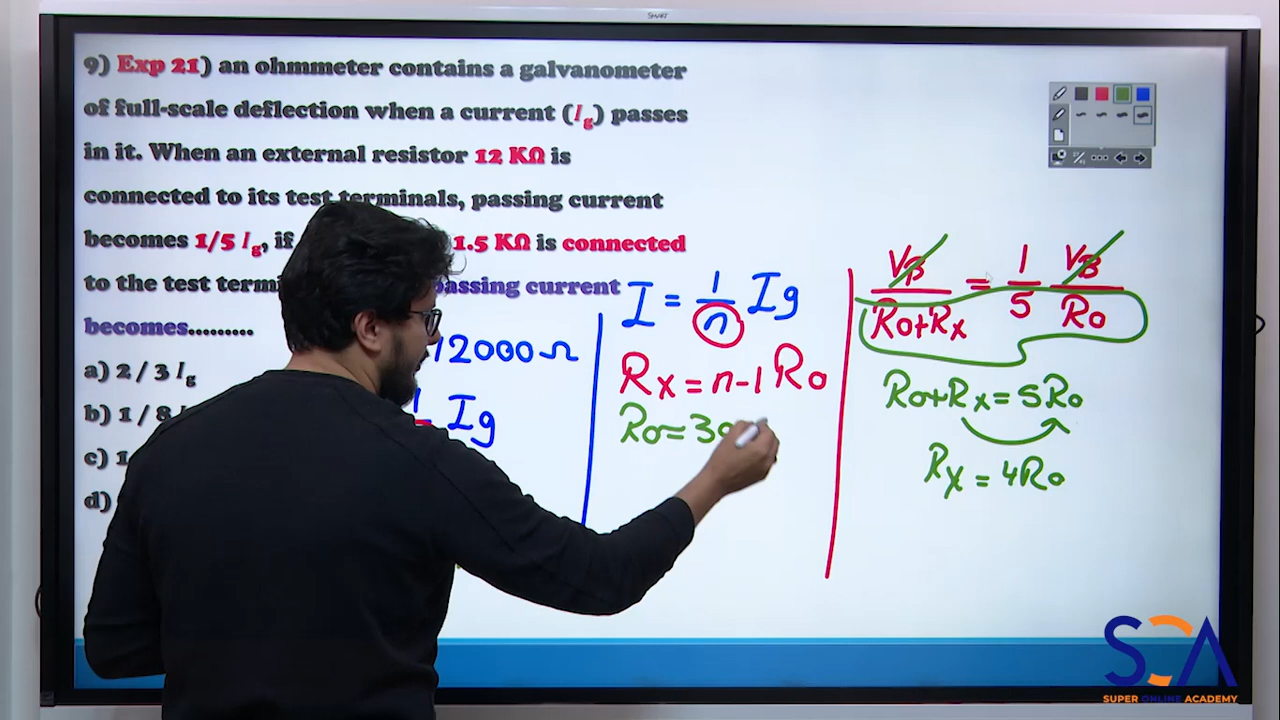 SMART
9) Exp 21) an ohmmeter contains a galvanometer
of full-scale deflection when a current (Ig) passes
in it. When an external resistor 12 KΩ is
connected to its test terminals, passing current
becomes 1/5 Ig, if 1.5 KΩ is connected
to the test passing current
becomes.........
a) 2 / 3 Ig
b) 1 / 8
c) 1
d)
12000 Ω
Ig
I = 1/n Ig
Rx = n-1 Ro
Ro = 30
VB/Ro+Rx = 1/5 VB/Ro
Ro+Rx = 5Ro
Rx = 4Ro
SCA
SUPER ONLINE ACADEMY